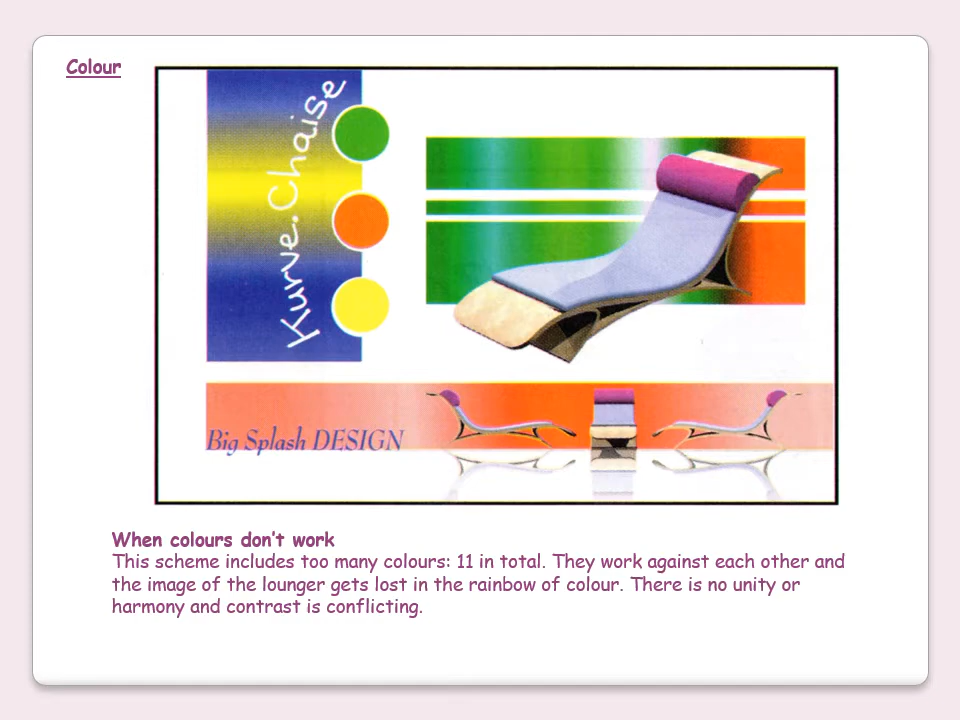 Colour
Kurve.Chaise
Big Splash DESIGN
When colours don't work
This scheme includes too many colours: 11 in total. They work against each other and
the image of the lounger gets lost in the rainbow of colour. There is no unity or
harmony and contrast is conflicting.